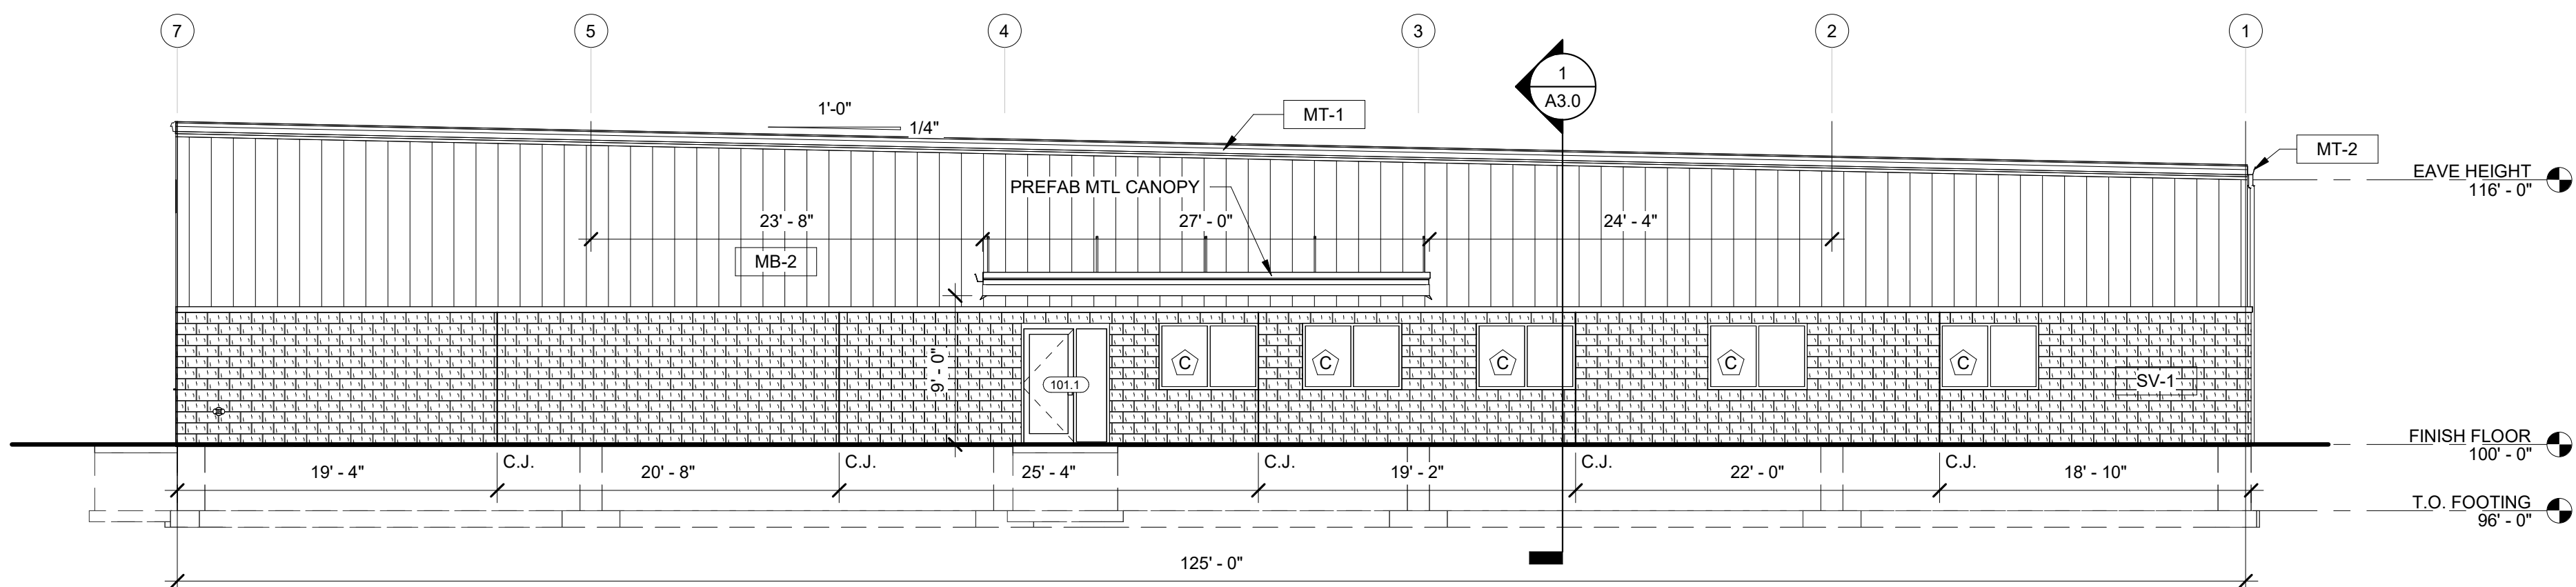 7
5
4
3
2
1
1
A3.0
1'-0"
1/4"
MT-1
MT-2
EAVE HEIGHT
116' - 0"
PREFAB MTL CANOPY
23' - 8"
27' - 0"
24' - 4"
MB-2
9' - 0"
101.1
C
C
C
C
C
SV-1
FINISH FLOOR
100' - 0"
C.J.
C.J.
C.J.
C.J.
C.J.
19' - 4"
20' - 8"
25' - 4"
19' - 2"
22' - 0"
18' - 10"
T.O. FOOTING
96' - 0"
125' - 0"